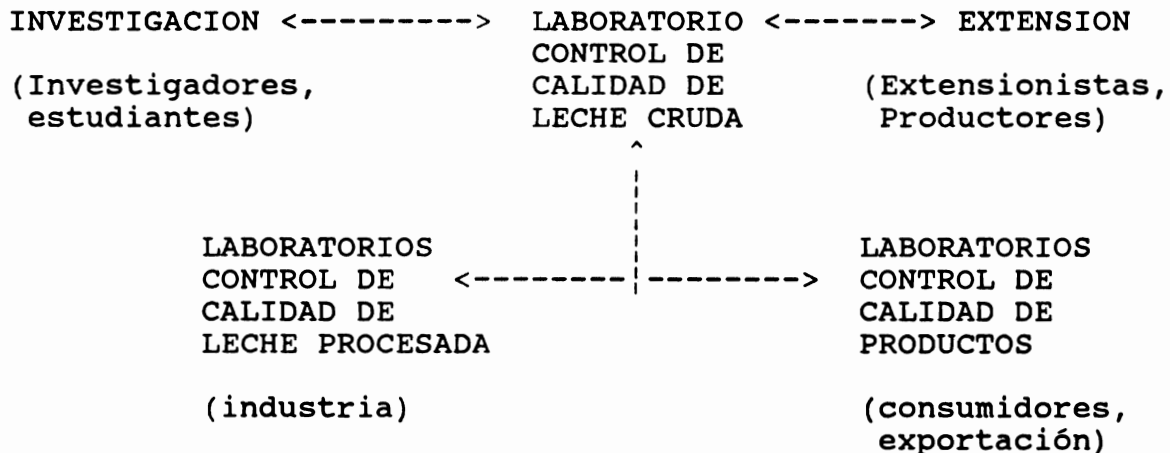 INVESTIGACION <---------> LABORATORIO <-------> EXTENSION
CONTROL DE
(Investigadores, CALIDAD DE (Extensionistas,
estudiantes) LECHE CRUDA Productores)
LABORATORIOS LABORATORIOS
CONTROL DE <---------¦---------> CONTROL DE
CALIDAD DE CALIDAD DE
LECHE PROCESADA PRODUCTOS
(industria) (consumidores,
exportación)